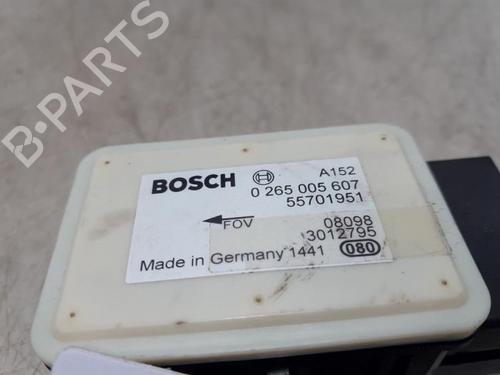 B-PARTS
A152
BOSCH 0 265 005 607
55701951
FOV 08098
3012795
Made in Germany 1441 080